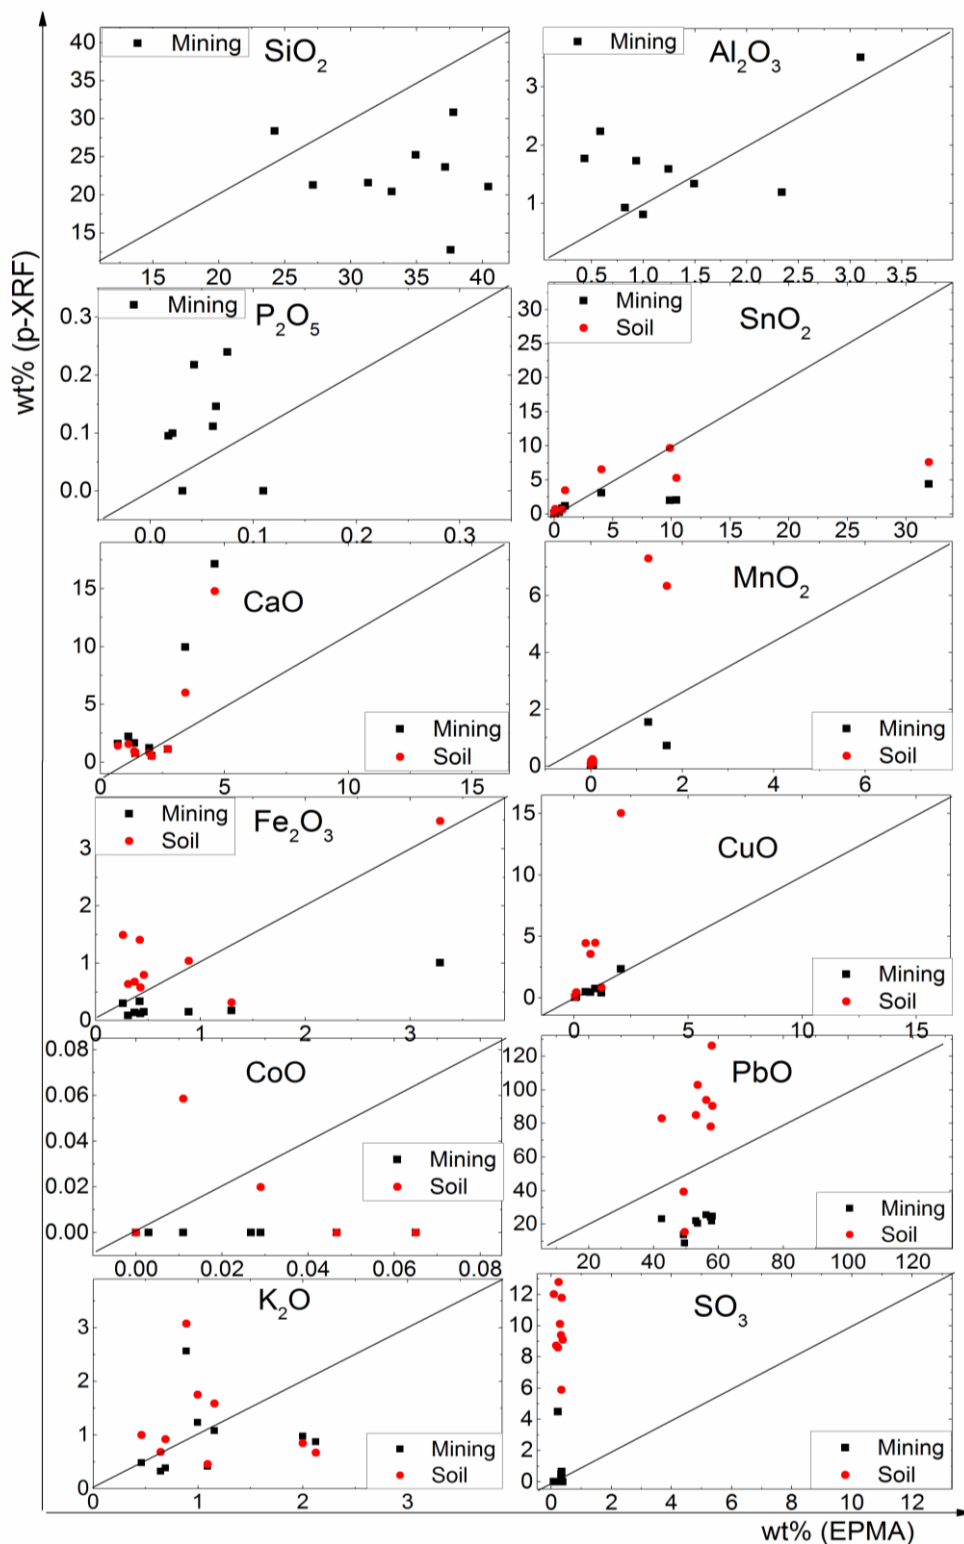 wt% (p-XRF)
Mining
SiO2
40
35
30
25
20
15
15 20 25 30 35 40
Mining
Al2O3
3
2
1
0.5 1.0 1.5 2.0 2.5 3.0 3.5
Mining
P2O5
0.3
0.2
0.1
0.0
0.0 0.1 0.2 0.3
Mining
Soil
SnO2
30
25
20
15
10
5
0
0 5 10 15 20 25 30
CaO
15
10
5
0
Mining
Soil
0 5 10 15
MnO2
6
4
2
0
Mining
Soil
0 2 4 6
Mining
Soil
Fe2O3
3
2
1
0
0 1 2 3
CuO
15
10
5
0
Mining
Soil
0 5 10 15
CoO
0.08
0.06
0.04
0.02
0.00
Mining
Soil
0.00 0.02 0.04 0.06 0.08
PbO
120
100
80
60
40
20
Mining
Soil
20 40 60 80 100 120
K2O
3
2
1
0
Mining
Soil
0 1 2 3
SO3
12
10
8
6
4
2
0
Mining
Soil
0 2 4 6 8 10 12
wt% (EPMA)